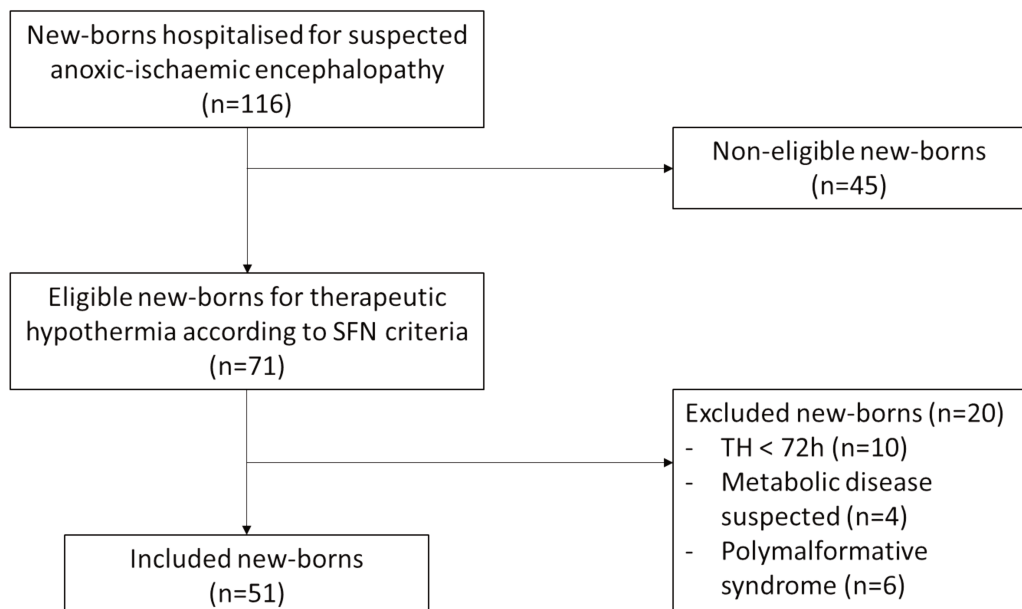 New-borns hospitalised for suspected
anoxic-ischaemic encephalopathy
(n=116)
Non-eligible new-borns
(n=45)
Eligible new-borns for therapeutic
hypothermia according to SFN criteria
(n=71)
Excluded new-borns (n=20)
- TH < 72h (n=10)
- Metabolic disease
suspected (n=4)
- Polymalformative
syndrome (n=6)
Included new-borns
(n=51)